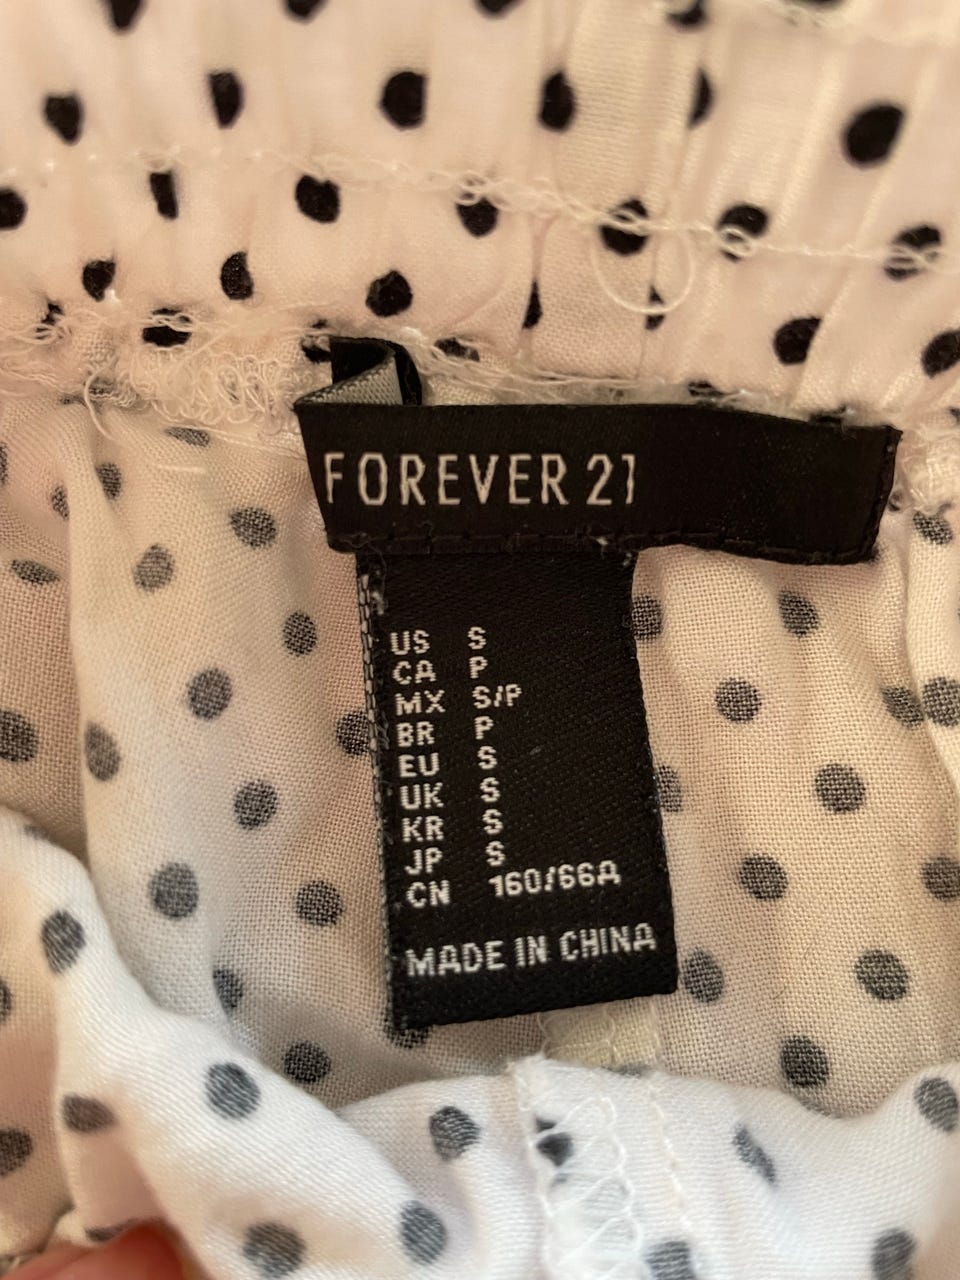 FOREVER 21
US S
CA P
MX S/P
BR P
EU S
UK S
KR S
JP S
CN 160/66A
MADE IN CHINA